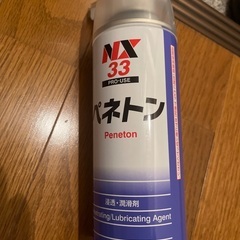 NX
33
PRO-USE
ペネトン
Peneton
浸透・潤滑剤
/Lubricating Agent